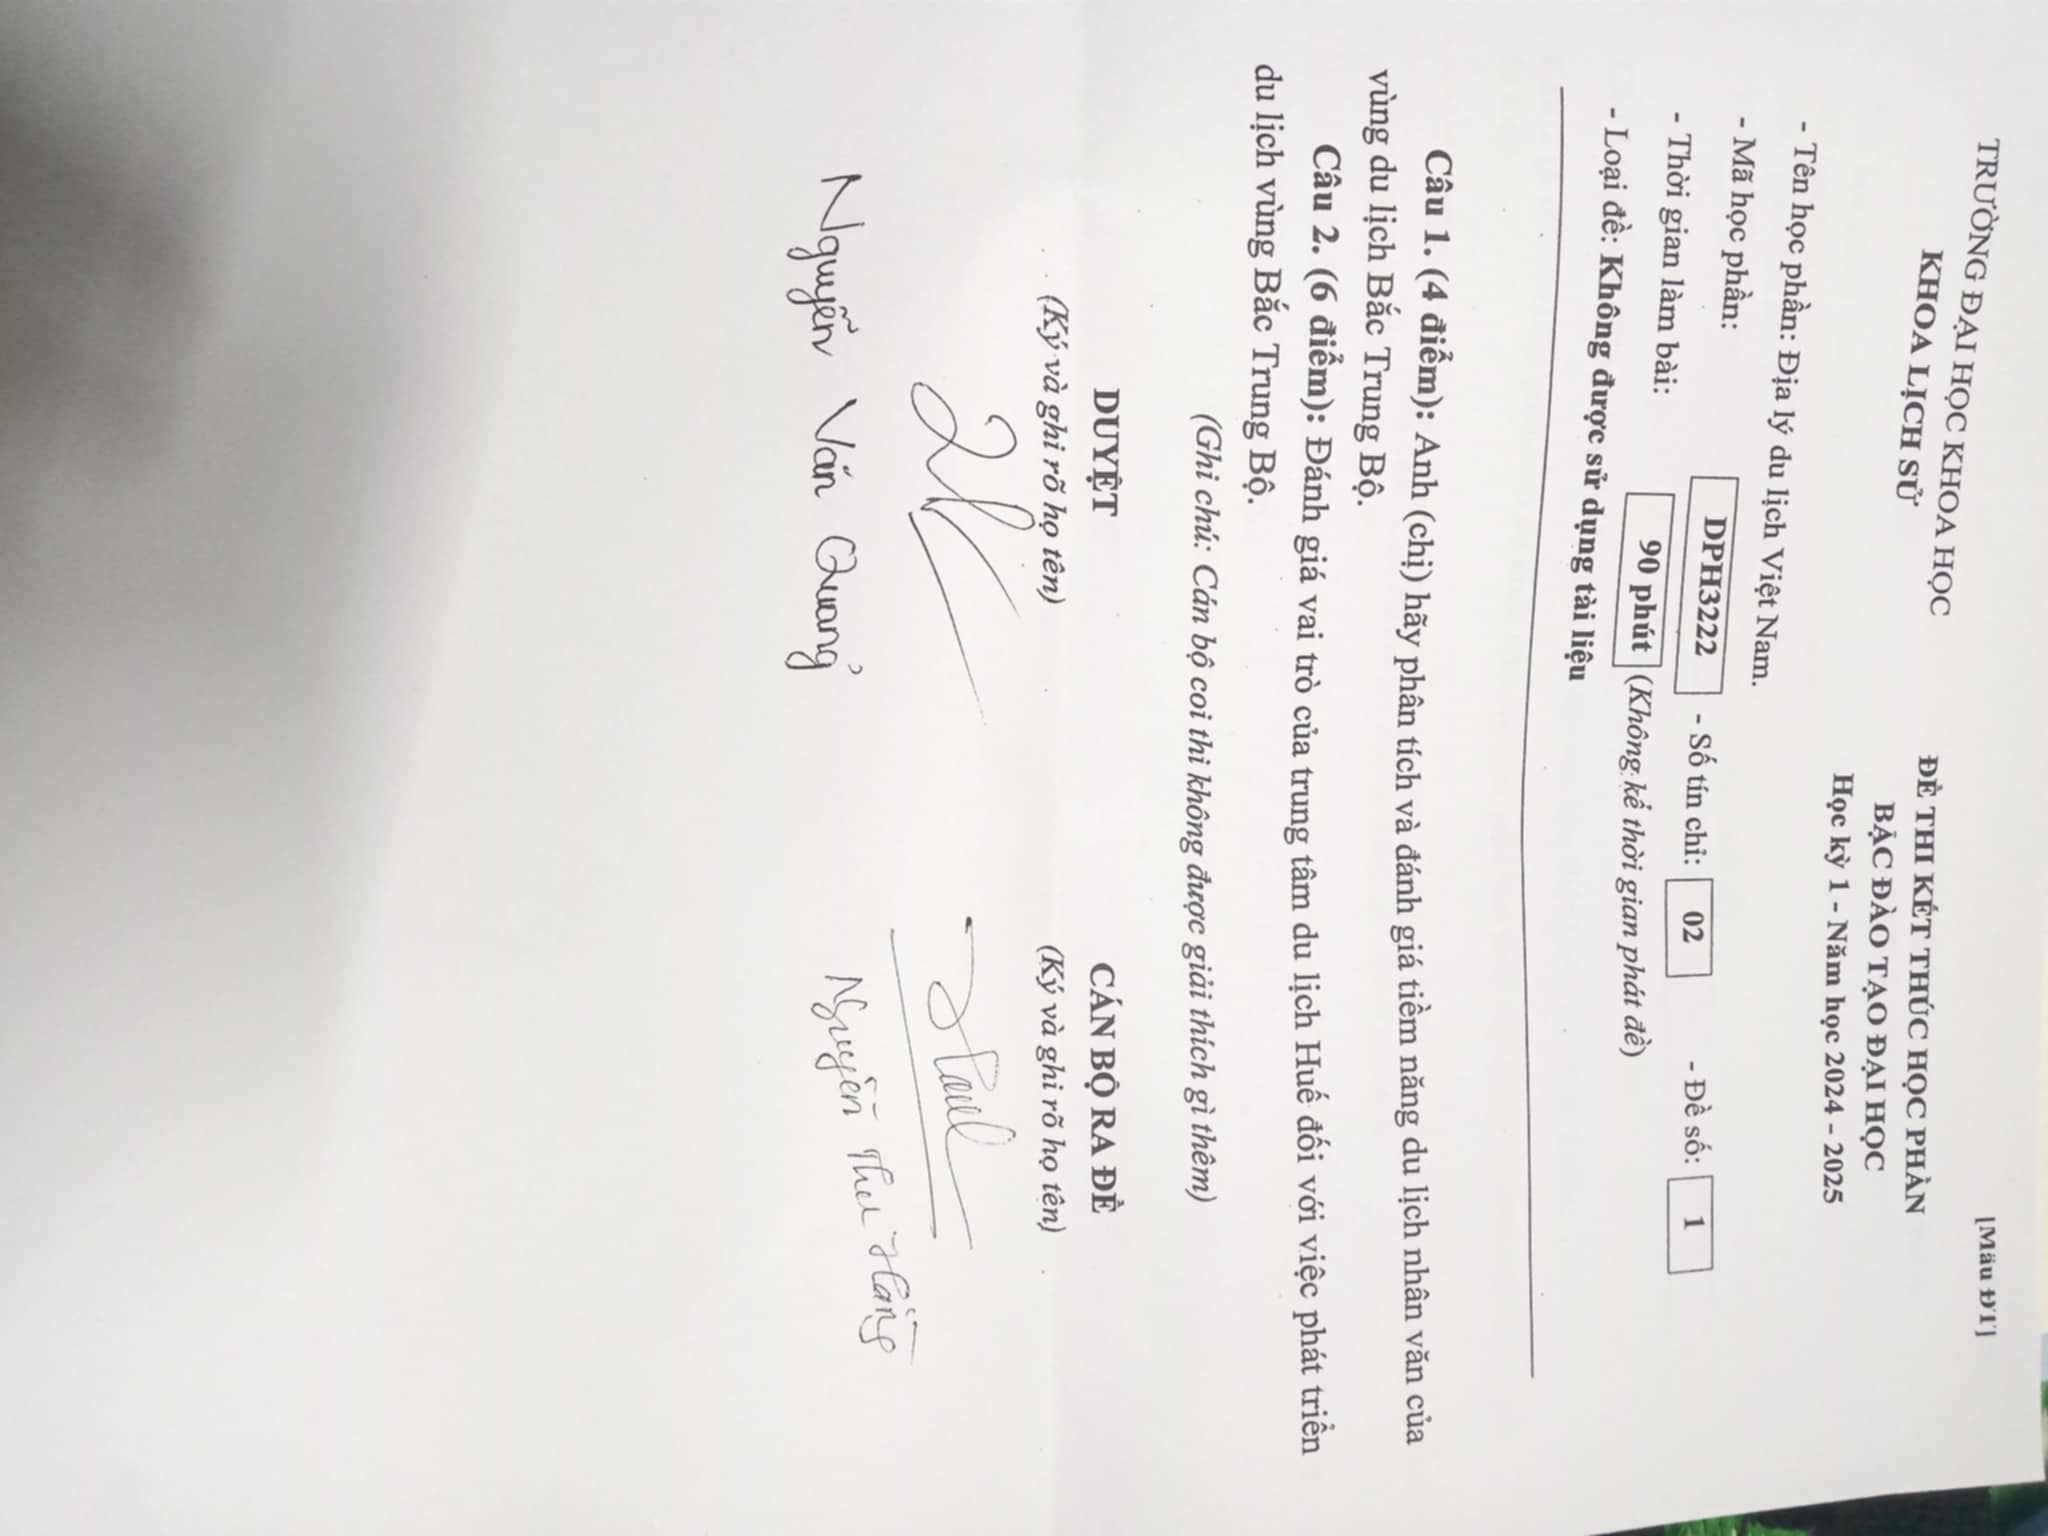 [Mẫu ĐT]
TRƯỜNG ĐẠI HỌC KHOA HỌC
KHOA LỊCH SỬ
ĐỀ THI KẾT THÚC HỌC PHẦN
BẬC ĐÀO TẠO ĐẠI HỌC
Học kỳ 1 - Năm học 2024 – 2025
- Tên học phần: Địa lý du lịch Việt Nam.
- Mã học phần: DPH3222 - Số tín chỉ: 02 - Đề số: 1
- Thời gian làm bài: 90 phút (Không kể thời gian phát đề)
- Loại đề: Không được sử dụng tài liệu
Câu 1. (4 điểm): Anh (chị) hãy phân tích và đánh giá tiềm năng du lịch nhân văn của
vùng du lịch Bắc Trung Bộ.
Câu 2. (6 điểm): Đánh giá vai trò của trung tâm du lịch Huế đối với việc phát triển
du lịch vùng Bắc Trung Bộ.
(Ghi chú: Cán bộ coi thi không được giải thích gì thêm)
DUYỆT CÁN BỘ RA ĐỀ
(Ký và ghi rõ họ tên) (Ký và ghi rõ họ tên)
Nguyễn Văn Quảng Nguyễn Thu Hằng